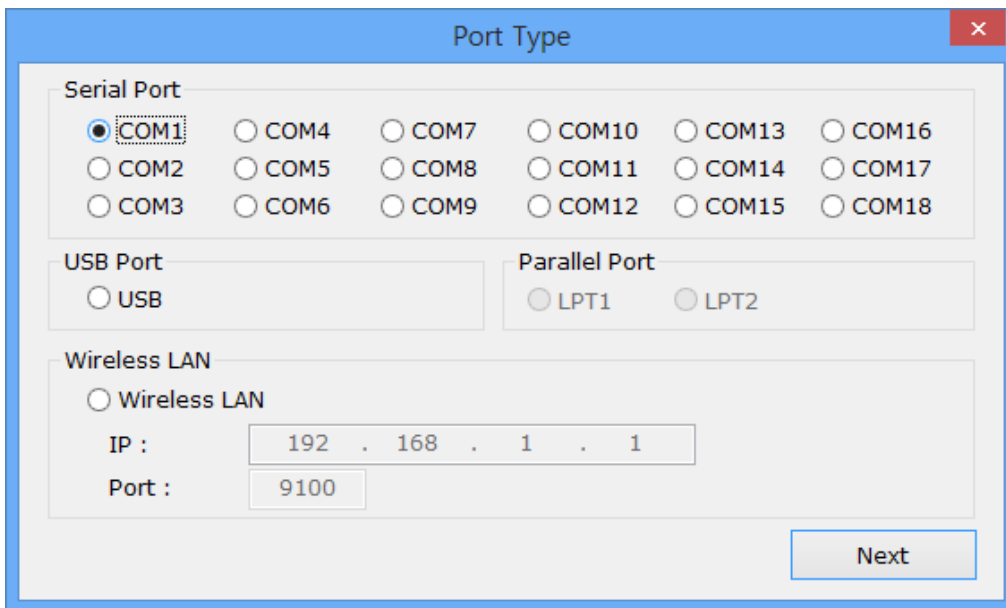 Port Type
Serial Port
COM1 COM4 COM7 COM10 COM13 COM16
COM2 COM5 COM8 COM11 COM14 COM17
COM3 COM6 COM9 COM12 COM15 COM18
USB Port
USB
Parallel Port
LPT1 LPT2
Wireless LAN
Wireless LAN
IP : 192 . 168 . 1 . 1
Port : 9100
Next